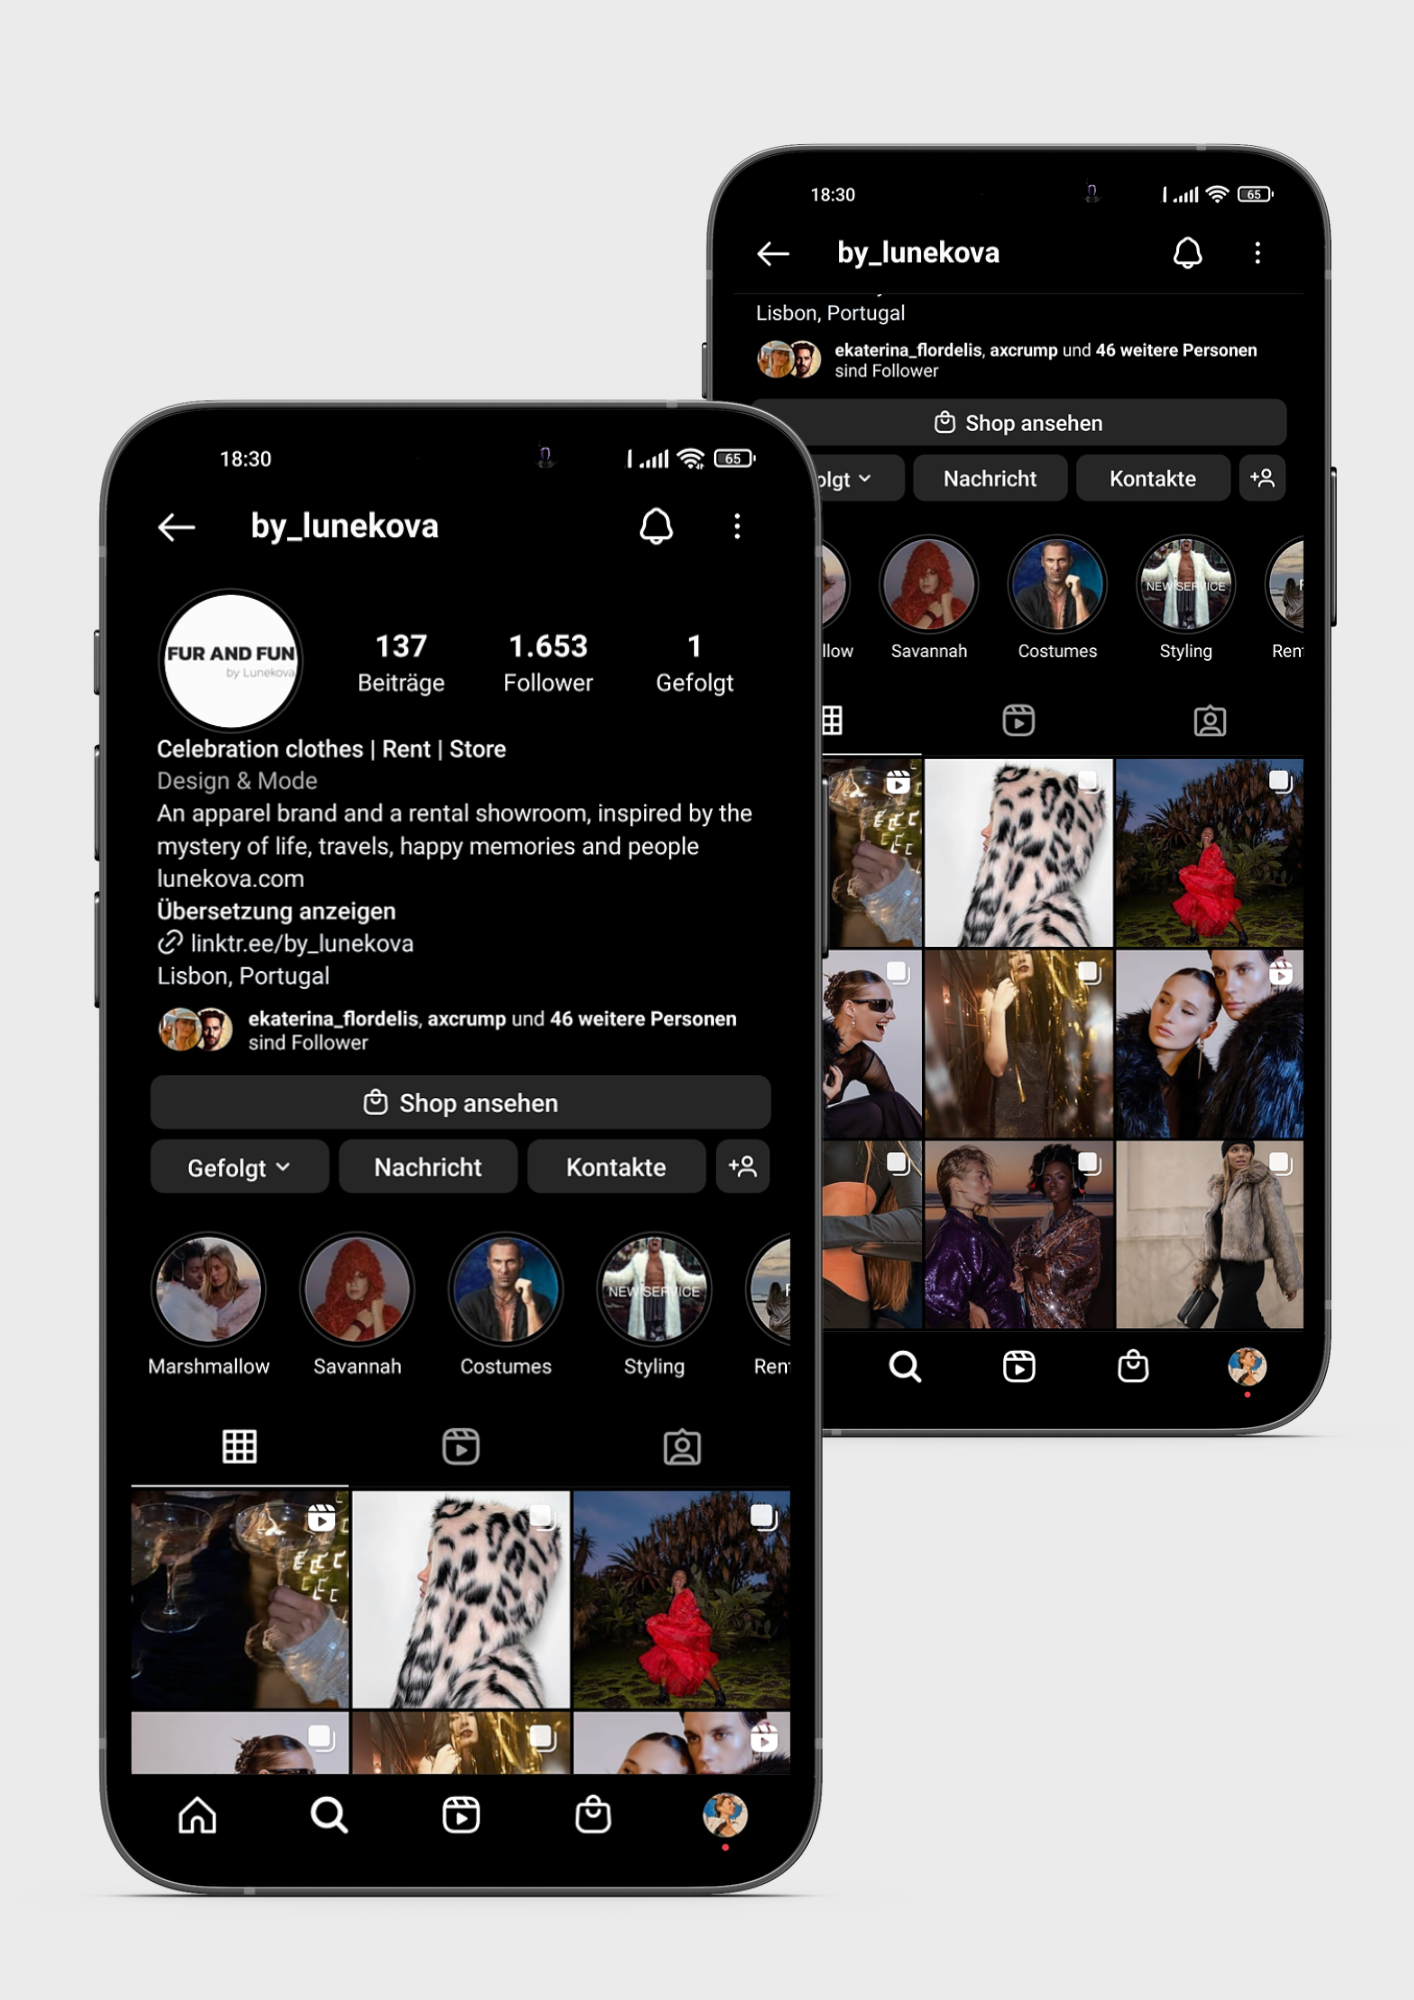 18:30
65
by_lunekova
FUR AND FUN
by Lunekova
137
1.653
1
Beiträge
Follower
Gefolgt
Celebration clothes | Rent | Store
Design & Mode
An apparel brand and a rental showroom, inspired by the
mystery of life, travels, happy memories and people
lunekova.com
Übersetzung anzeigen
linktr.ee/by_lunekova
Lisbon, Portugal
ekaterina_flordelis, axcrump und 46 weitere Personen
sind Follower
Shop ansehen
Gefolgt
Nachricht
Kontakte
NEW SERVICE
Marshmallow
Savannah
Costumes
Styling
Ren
18:30
65
by_lunekova
Lisbon, Portugal
ekaterina_flordelis, axcrump und 46 weitere Personen
sind Follower
Shop ansehen
olgt
Nachricht
Kontakte
NEW SERVICE
llow
Savannah
Costumes
Styling
Ren